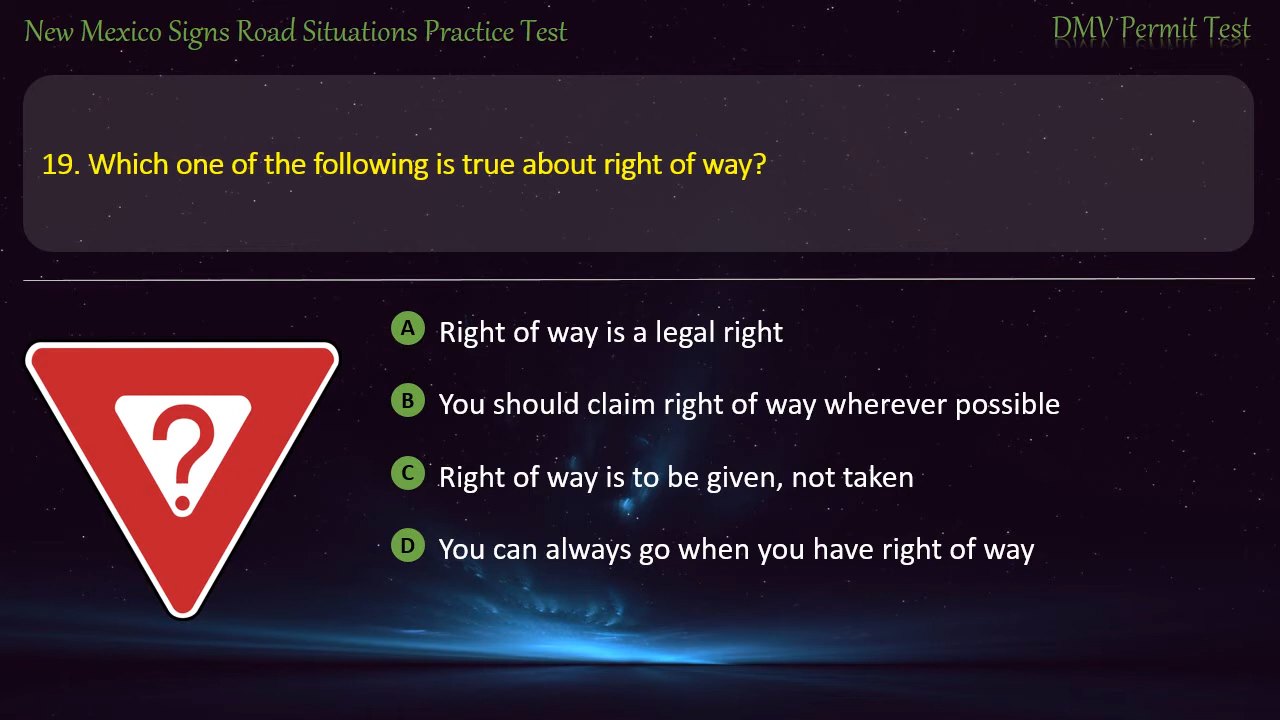 New Mexico Signs Road Situations Practice Test
DMV Permit Test
19. Which one of the following is true about right of way?
A Right of way is a legal right
B You should claim right of way wherever possible
C Right of way is to be given, not taken
D You can always go when you have right of way
?